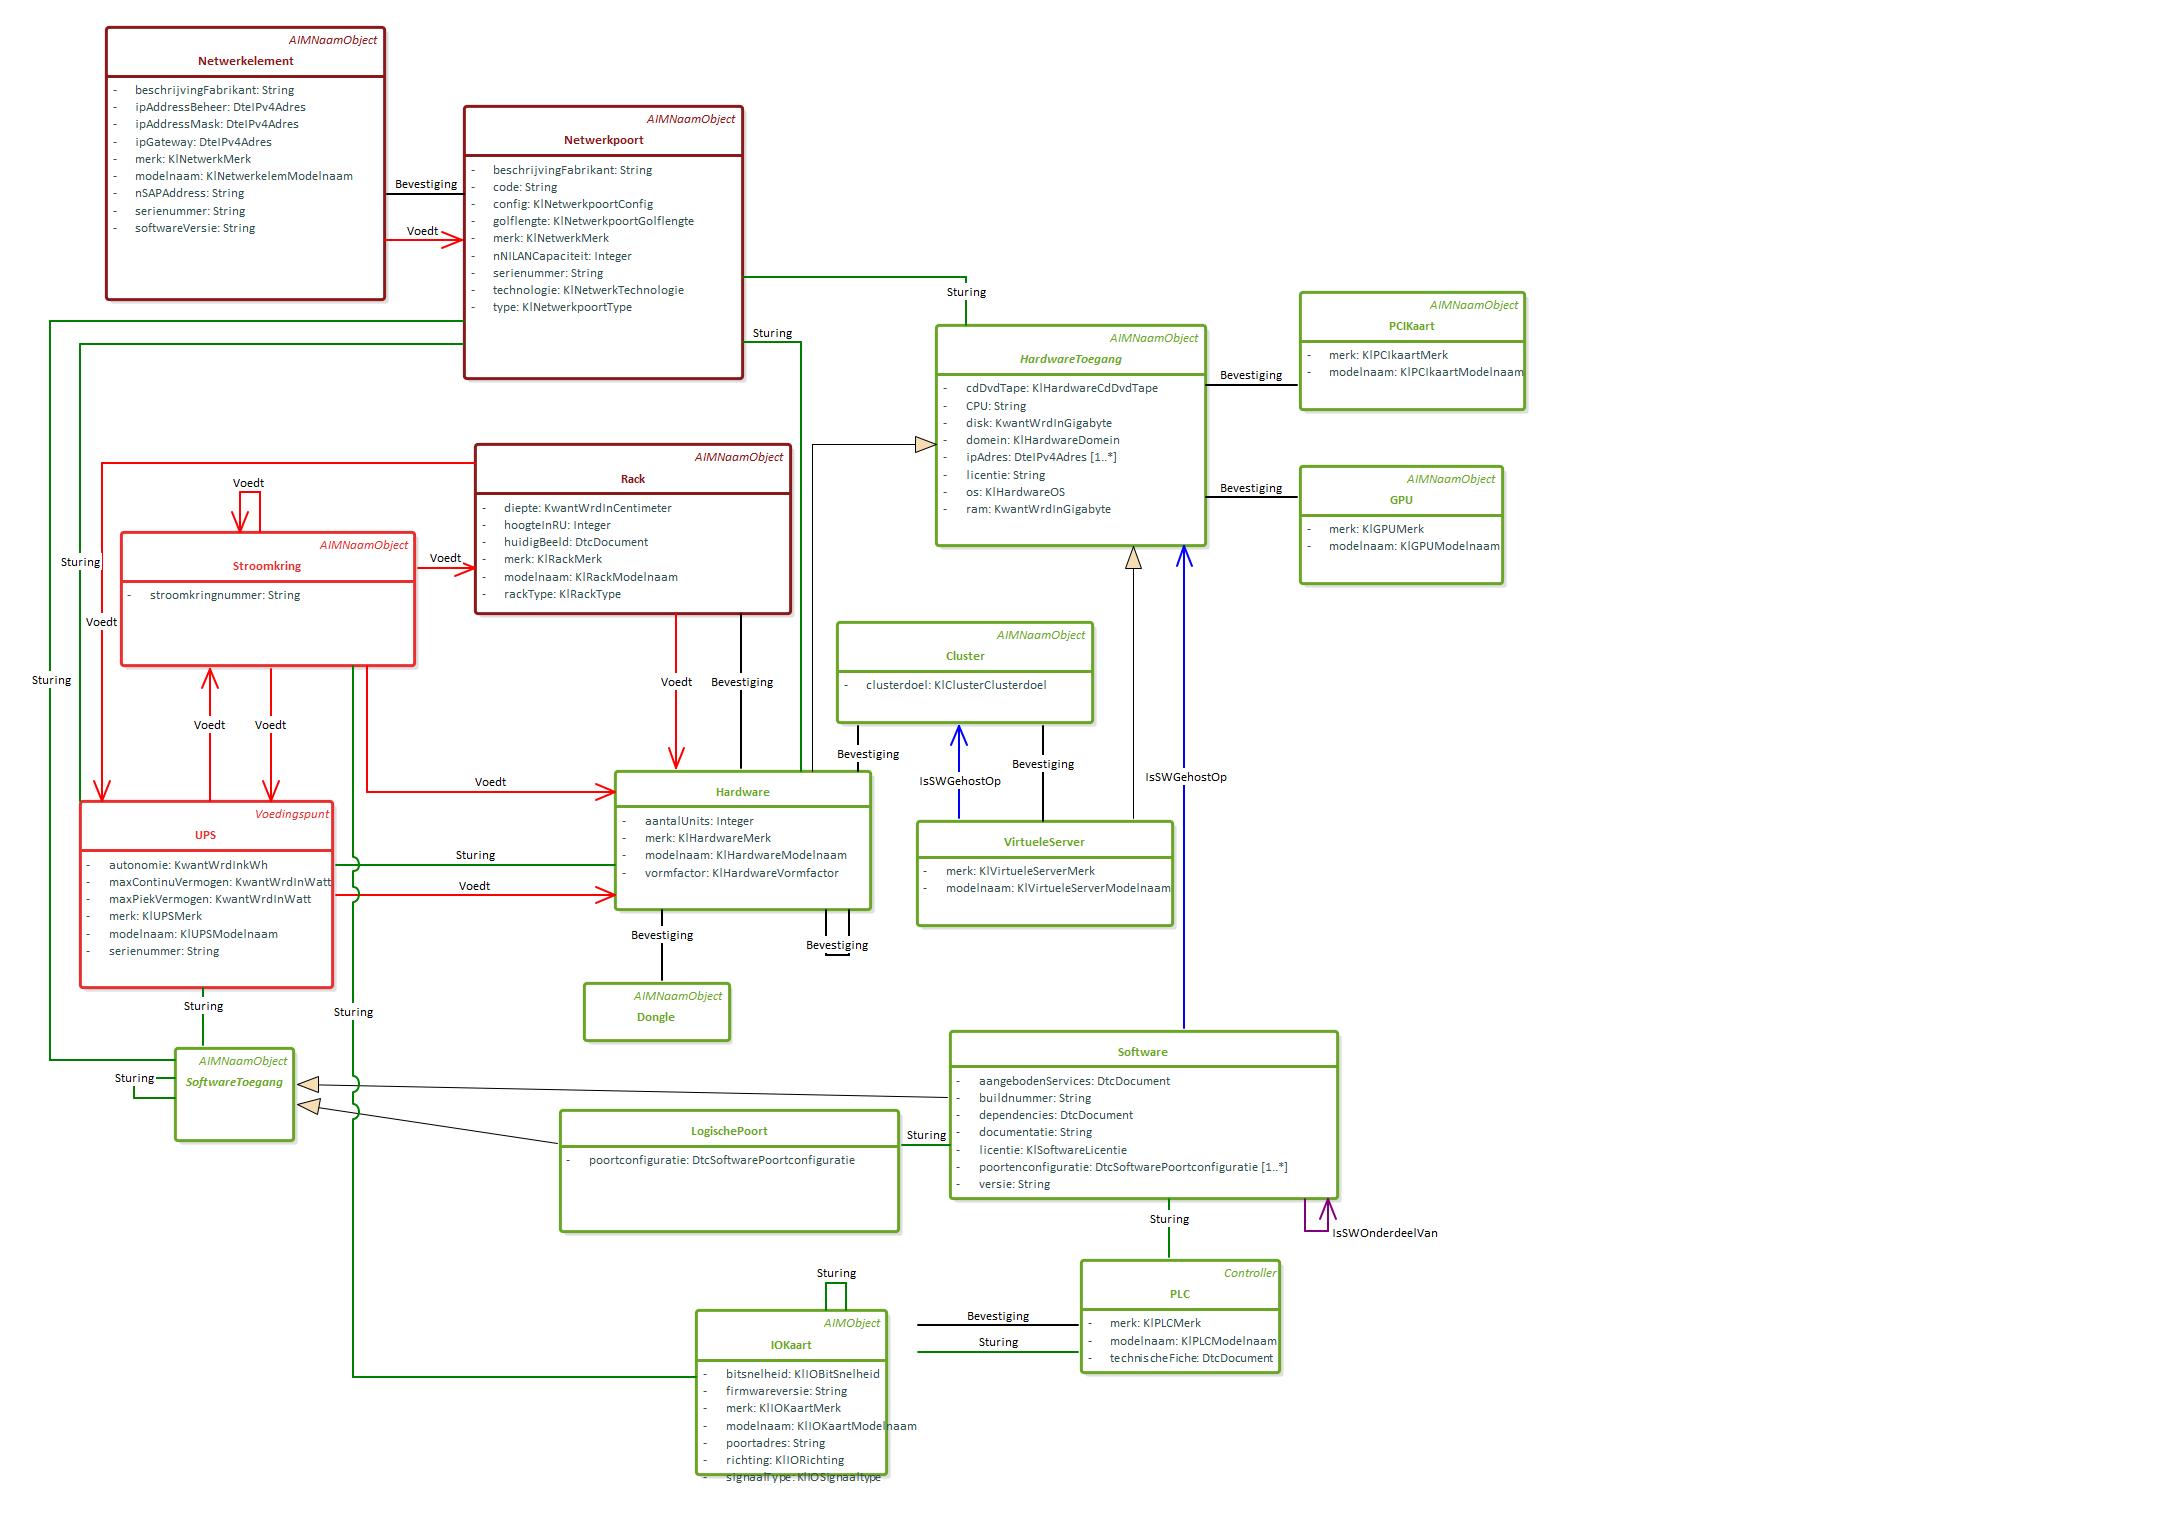 AIMNaamObject
Netwerkelement
- beschrijvingFabrikant: String
- ipAddressBeheer: DteIPv4Adres
- ipAddressMask: DteIPv4Adres
- ipGateway: DteIPv4Adres
- merk: KlNetwerkMerk
- modelnaam: KlNetwerkelemModelnaam
- nSAPAddress: String
- serienummer: String
- softwareVersie: String
Bevestiging
Voedt
AIMNaamObject
Netwerkpoort
- beschrijvingFabrikant: String
- code: String
- config: KlNetwerkpoortConfig
- golflengte: KlNetwerkpoortGolflengte
- merk: KlNetwerkMerk
- nNILANCapaciteit: Integer
- serienummer: String
- technologie: KlNetwerkTechnologie
- type: KlNetwerkpoortType
Sturing
Sturing
AIMNaamObject
HardwareToegang
- cdDvdTape: KlHardwareCdDvdTape
- CPU: String
- disk: KwantWrdInGigabyte
- domein: KlHardwareDomein
- ipAdres: DteIPv4Adres [1..*]
- licentie: String
- os: KlHardwareOS
- ram: KwantWrdInGigabyte
Bevestiging
AIMNaamObject
PCIKaart
- merk: KlPCIkaartMerk
- modelnaam: KlPCIkaartModelnaam
Bevestiging
AIMNaamObject
GPU
- merk: KlGPUMerk
- modelnaam: KlGPUModelnaam
AIMNaamObject
Rack
- diepte: KwantWrdInCentimeter
- hoogteInRU: Integer
- huidigBeeld: DtcDocument
- merk: KlRackMerk
- modelnaam: KlRackModelnaam
- rackType: KlRackType
Voedt
AIMNaamObject
Stroomkring
- stroomkringnummer: String
Voedt
Sturing
Voedt
Sturing
Voedt
Voedt
Voedt
Bevestiging
AIMNaamObject
Cluster
- clusterdoel: KlClusterClusterdoel
Bevestiging
IsSWGehostOp
Bevestiging
IsSWGehostOp
Voedt
Hardware
- aantalUnits: Integer
- merk: KlHardwareMerk
- modelnaam: KlHardwareModelnaam
- vormfactor: KlHardwareVormfactor
Voedingspunt
UPS
- autonomie: KwantWrdInkWh
- maxContinuVermogen: KwantWrdInWatt
- maxPiekVermogen: KwantWrdInWatt
- merk: KlUPSMerk
- modelnaam: KlUPSModelnaam
- serienummer: String
Sturing
Voedt
VirtueleServer
- merk: KlVirtueleServerMerk
- modelnaam: KlVirtueleServerModelnaam
Bevestiging
Bevestiging
AIMNaamObject
Dongle
Sturing
Sturing
AIMNaamObject
SoftwareToegang
Sturing
Software
- aangebodenServices: DtcDocument
- buildnummer: String
- dependencies: DtcDocument
- documentatie: String
- licentie: KlSoftwareLicentie
- poortenconfiguratie: DtcSoftwarePoortconfiguratie [1..*]
- versie: String
LogischePoort
- poortconfiguratie: DtcSoftwarePoortconfiguratie
Sturing
Sturing
IsSWOnderdeelVan
Controller
PLC
- merk: KlPLCMerk
- modelnaam: KlPLCModelnaam
- technischeFiche: DtcDocument
Bevestiging
Sturing
Sturing
AIMObject
IOKaart
- bitsnelheid: KlIOBitSnelheid
- firmwareversie: String
- merk: KlIOKaartMerk
- modelnaam: KlIOKaartModelnaam
- poortadres: String
- richting: KlIORichting
- signaalType: KlIOSignaaltype